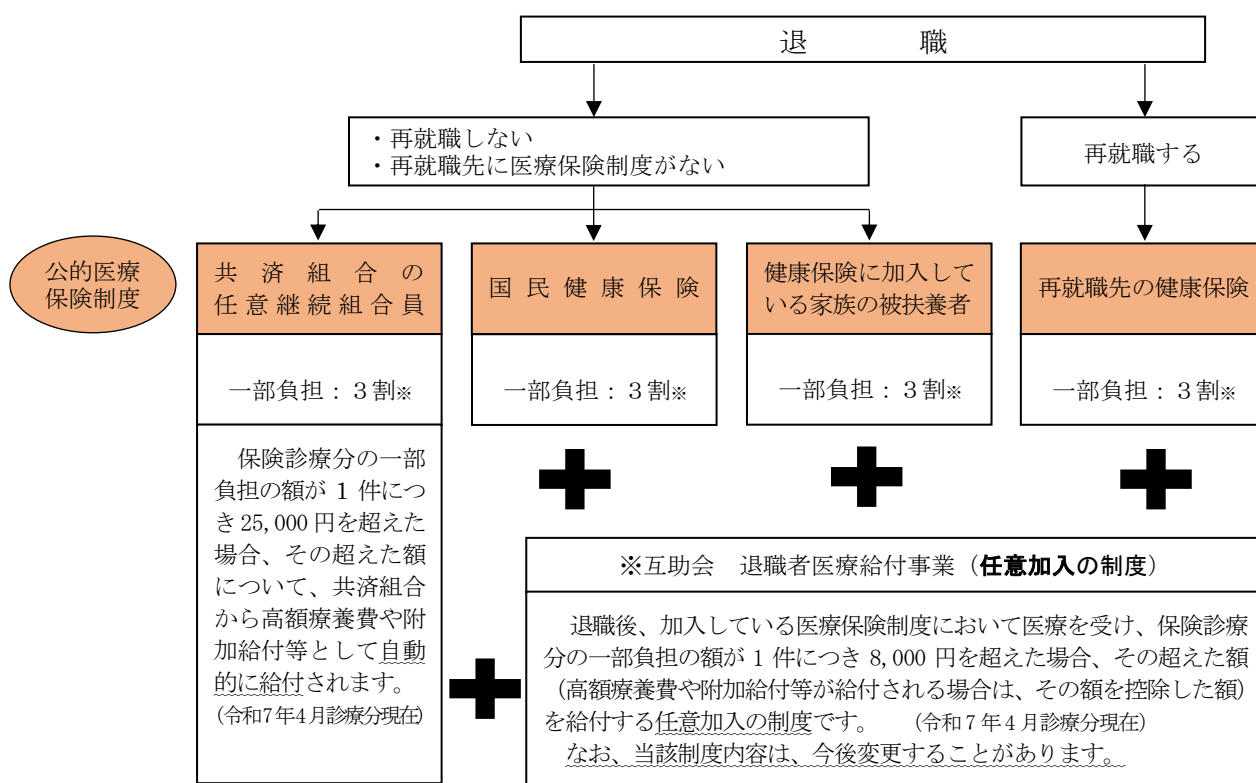 退　　　　職
・再就職しない
・再就職先に医療保険制度がない
再就職する
公的医療
保険制度
共済組合の
任意継続組合員
国民健康保険
健康保険に加入して
いる家族の被扶養者
再就職先の健康保険
一部負担：３割※
一部負担：３割※
一部負担：３割※
一部負担：３割※
保険診療分の一部
負担の額が 1 件につ
き 25,000 円を超えた
場合、その超えた額
について、共済組合
から高額療養費や附
加給付等として自動
的に給付されます。
（令和７年４月診療分現在）
※互助会　退職者医療給付事業（任意加入の制度）
退職後、加入している医療保険制度において医療を受け、保険診療
分の一部負担の額が 1 件につき 8,000 円を超えた場合、その超えた額
（高額療養費や附加給付等が給付される場合は、その額を控除した額）
を給付する任意加入の制度です。　（令和７年４月診療分現在）
なお、当該制度内容は、今後変更することがあります。